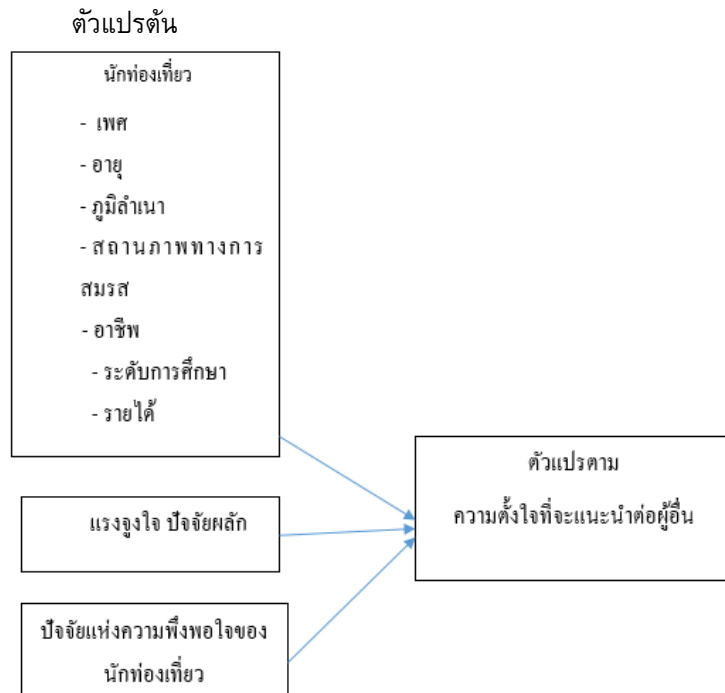 ตัวแปรต้น
นักท่องเที่ยว
- เพศ
- อายุ
- ภูมิลำเนา
- สถานภาพทางการ
สมรส
- อาชีพ
- ระดับการศึกษา
- รายได้
แรงจูงใจ ปัจจัยผลัก
ปัจจัยแห่งความพึงพอใจของ
นักท่องเที่ยว
ตัวแปรตาม
ความตั้งใจที่จะแนะนำต่อผู้อื่น